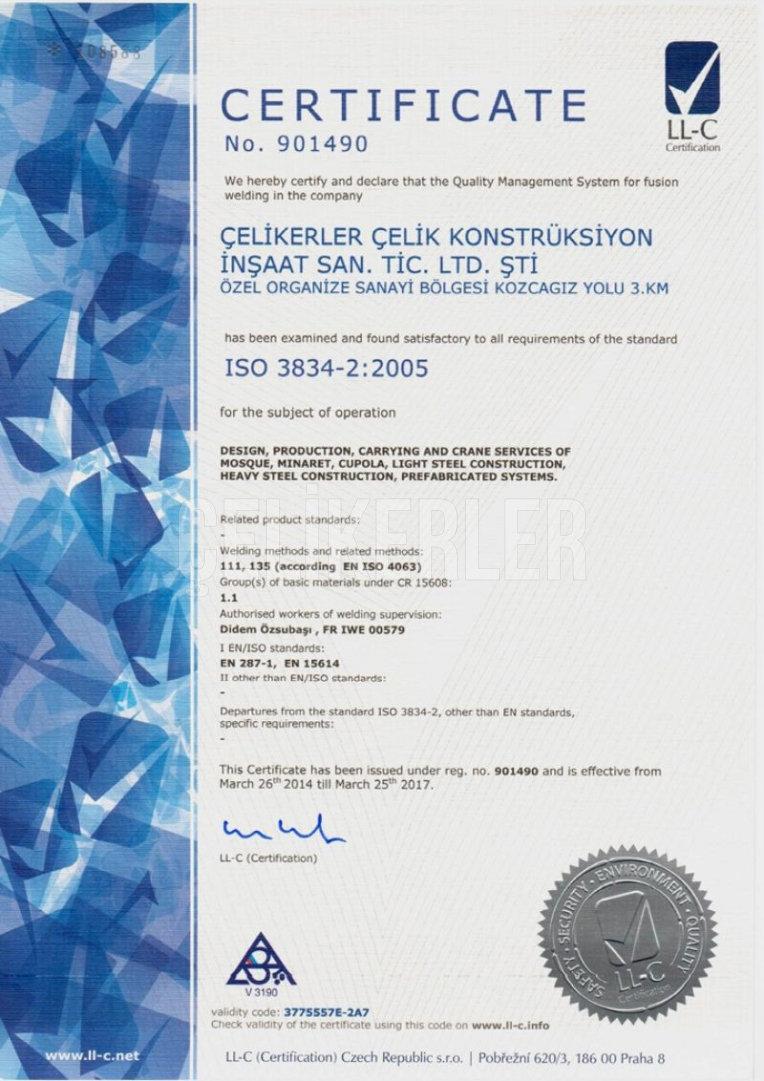 * 108588
CERTIFICATE
No. 901490
LL-C
Certification
We hereby certify and declare that the Quality Management System for fusion
welding in the company
ÇELİKERLER ÇELİK KONSTRÜKSİYON
İNŞAAT SAN. TİC. LTD. ŞTİ
ÖZEL ORGANİZE SANAYİ BÖLGESİ KOZCAGIZ YOLU 3.KM
has been examined and found satisfactory to all requirements of the standard
ISO 3834-2:2005
for the subject of operation
DESIGN, PRODUCTION, CARRYING AND CRANE SERVICES OF
MOSQUE, MINARET, CUPOLA, LIGHT STEEL CONSTRUCTION,
HEAVY STEEL CONSTRUCTION, PREFABRICATED SYSTEMS.
ÇELİKERLER
Related product standards:
-
Welding methods and related methods:
111, 135 (according EN ISO 4063)
Group(s) of basic materials under CR 15608:
1.1
Authorised workers of welding supervision:
Didem Özsubaşı , FR IWE 00579
I EN/ISO standards:
EN 287-1, EN 15614
II other than EN/ISO standards:
-
Departures from the standard ISO 3834-2, other than EN standards,
specific requirements:
-
This Certificate has been issued under reg. no. 901490 and is effective from
March 26th 2014 till March 25th 2017.
LL-C (Certification)
SAFETY · SECURITY · ENVIRONMENT · QUALITY
LL-C
Certification
V 3190
validity code: 3775557E-2A7
Check validity of the certificate using this code on www.ll-c.info
www.ll-c.net
LL-C (Certification) Czech Republic s.r.o. | Pobřežní 620/3, 186 00 Praha 8